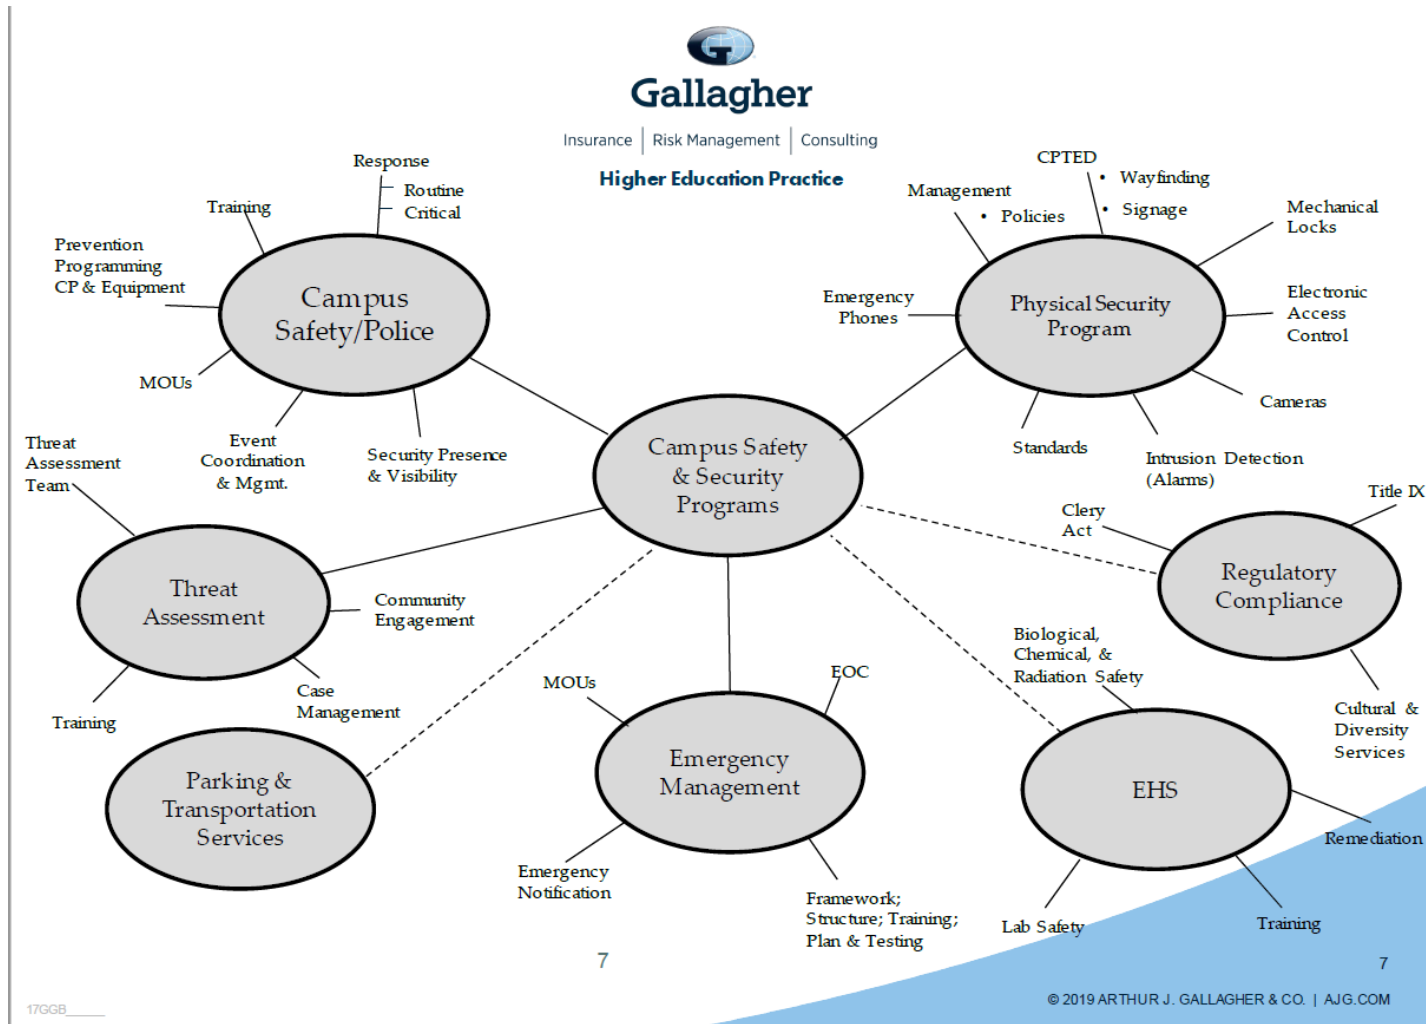 Gallagher
Insurance | Risk Management | Consulting
Higher Education Practice
Response
Routine
Critical
Training
Prevention
Programming
CP & Equipment
Campus
Safety/Police
MOUs
Event
Coordination
& Mgmt.
Security Presence
& Visibility
CPTED
• Wayfinding
• Signage
Management
• Policies
Mechanical
Locks
Emergency
Phones
Physical Security
Program
Electronic
Access
Control
Cameras
Standards
Intrusion Detection
(Alarms)
Campus Safety
& Security
Programs
Threat
Assessment
Team
Threat
Assessment
Community
Engagement
Case
Management
Training
Clery
Act
Title IX
Regulatory
Compliance
Cultural &
Diversity
Services
Parking &
Transportation
Services
MOUs
EOC
Emergency
Management
Emergency
Notification
Framework;
Structure; Training;
Plan & Testing
Biological,
Chemical, &
Radiation Safety
EHS
Remediation
Lab Safety
Training
7
7
© 2019 ARTHUR J. GALLAGHER & CO. | AJG.COM
17GGB______